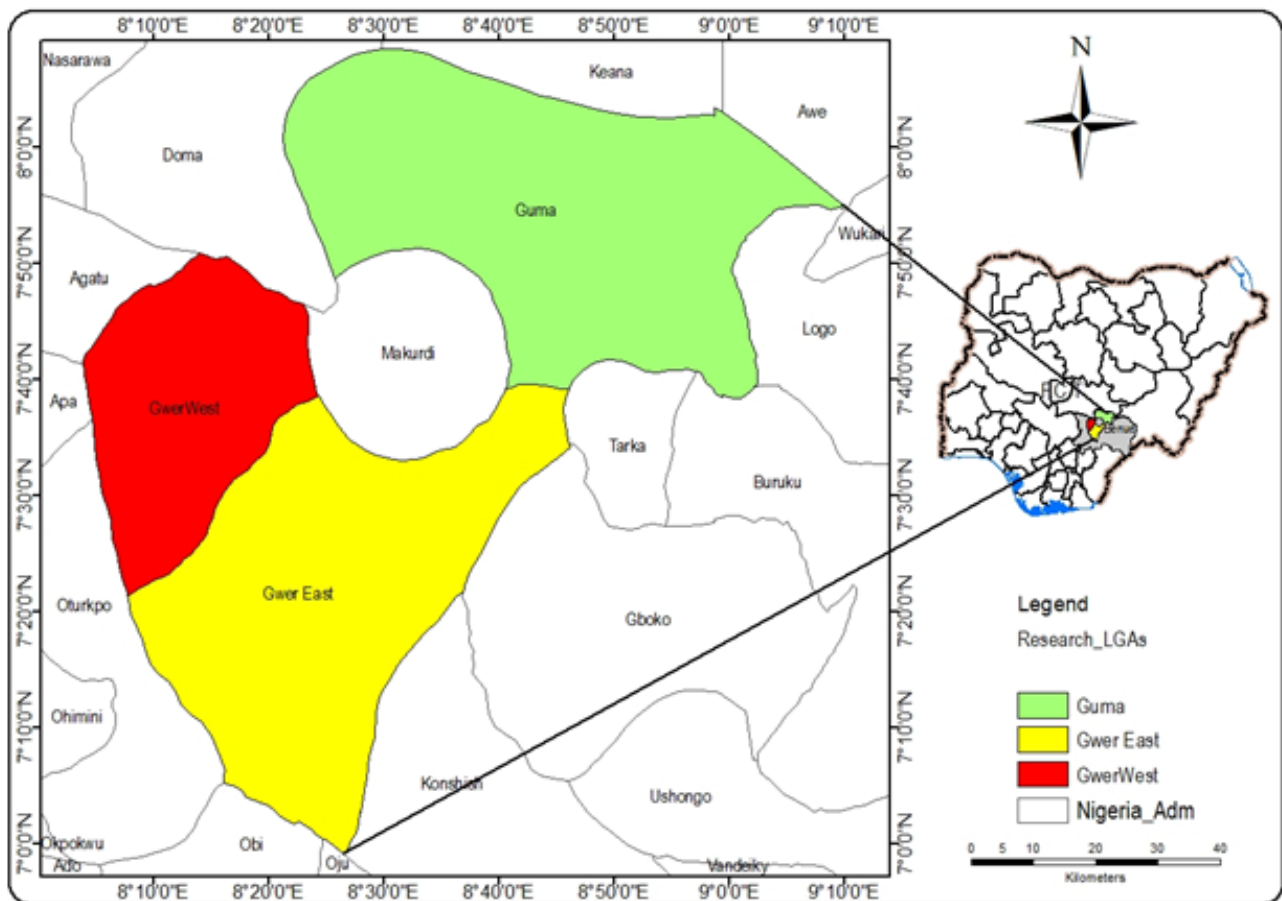 8°10'0"E 8°20'0"E 8°30'0"E 8°40'0"E 8°50'0"E 9°0'0"E 9°10'0"E
N
Nasarawa
Keana
Awe
8°0'0"N
8°0'0"N
Doma
Guma
Wukari
7°50'0"N
7°50'0"N
Agatu
Logo
Makurdi
7°40'0"N
7°40'0"N
Apa
GwerWest
Tarka
Buruku
7°30'0"N
7°30'0"N
Benue
Gwer East
Oturkpo
Gboko
7°20'0"N
7°20'0"N
Ohimini
7°10'0"N
7°10'0"N
Konshish
Ushongo
Okpokwu
Obi
7°0'0"N
7°0'0"N
Ado
Oju
Vandeiky
8°10'0"E 8°20'0"E 8°30'0"E 8°40'0"E 8°50'0"E 9°0'0"E 9°10'0"E
Legend
Research_LGAs
Guma
Gwer East
GwerWest
Nigeria_Adm
0 5 10 20 30 40
Kilometers